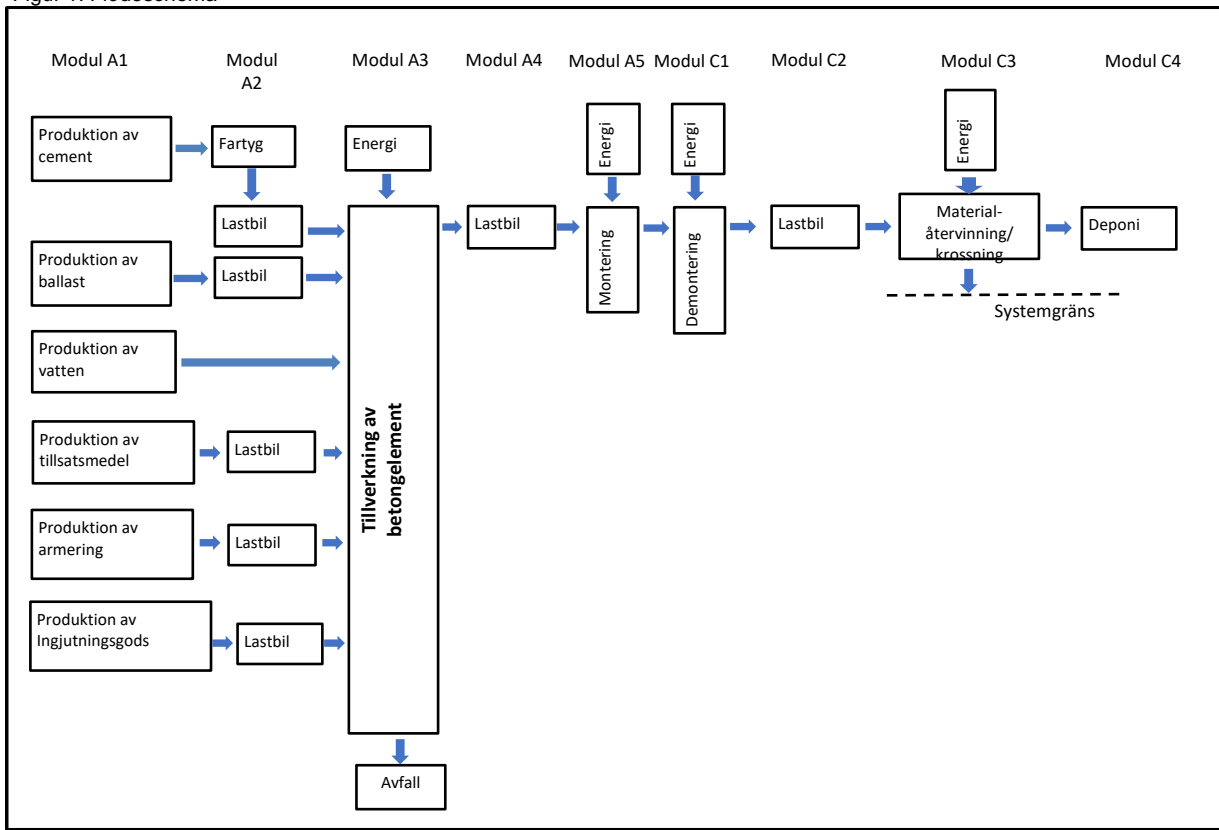 Figur 1. Flödesschema
Modul A1
Modul
A2
Modul A3
Modul A4
Modul A5
Modul C1
Modul C2
Modul C3
Modul C4
Produktion av
cement
Fartyg
Energi
Energi
Energi
Energi
Lastbil
Lastbil
Montering
Demontering
Lastbil
Material-
återvinning/
krossning
Deponi
Systemgräns
Produktion av
ballast
Lastbil
Produktion av
vatten
Tillverkning av
betongelement
Produktion av
tillsatsmedel
Lastbil
Produktion av
armering
Lastbil
Produktion av
Ingjutningsgods
Lastbil
Avfall